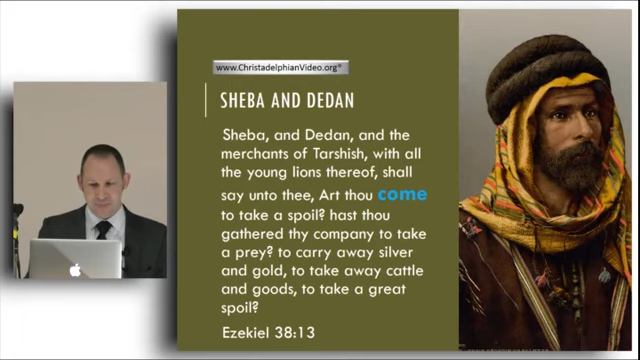 www.ChristadelphianVideo.org®
SHEBA AND DEDAN
Sheba, and Dedan, and the
merchants of Tarshish, with all
the young lions thereof, shall
say unto thee, Art thou come
to take a spoil? hast thou
gathered thy company to take
a prey? to carry away silver
and gold, to take away cattle
and goods, to take a great
spoil?
Ezekiel 38:13